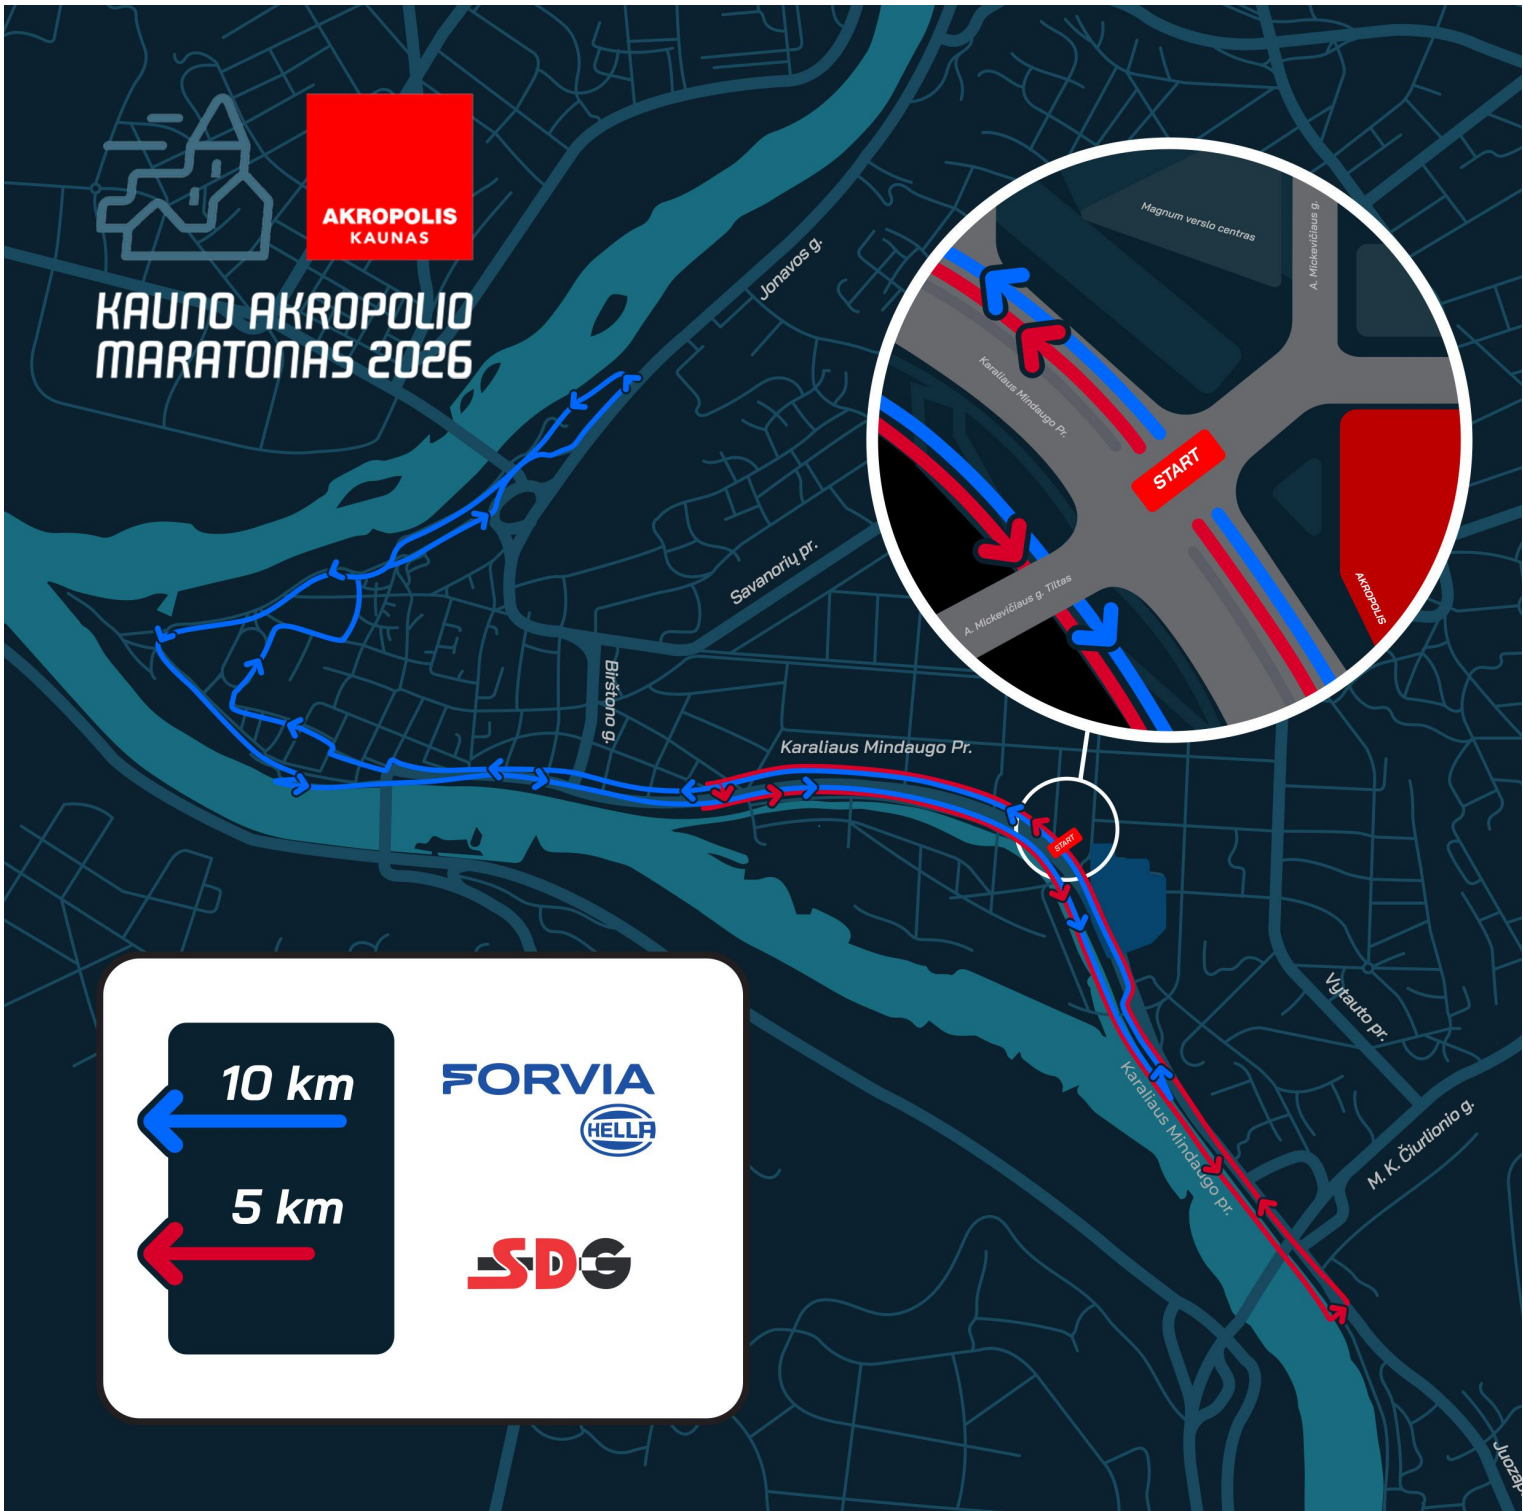 AKROPOLIS
KAUNAS
KAUNO AKROPOLIO
MARATONAS 2026
Jonavos g.
Magnum verslo centras
A. Mickevičiaus g.
Karaliaus Mindaugo Pr.
START
A. Mickevičiaus g. Tiltas
AKROPOLIS
Savanorių pr.
Birštono g.
Karaliaus Mindaugo Pr.
START
Vytauto pr.
Karaliaus Mindaugo pr.
M. K. Čiurlionio g.
10 km
FORVIA
HELLA
5 km
SDG